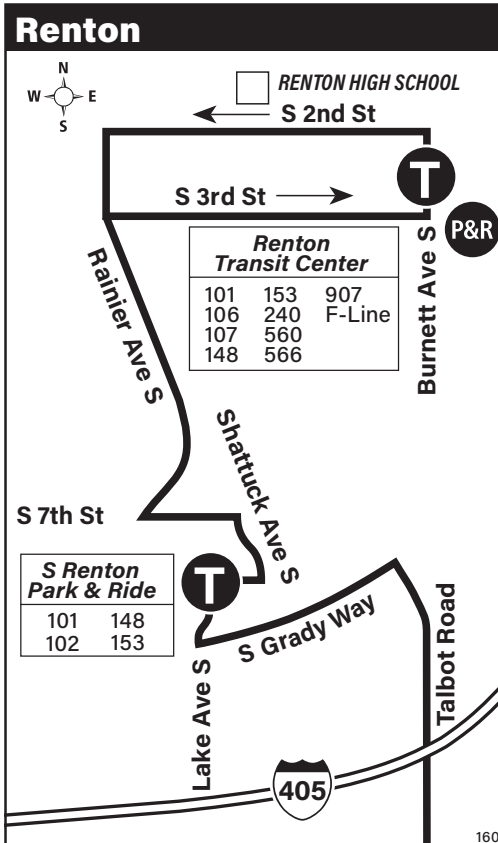 Renton
N
W E
S
RENTON HIGH SCHOOL
S 2nd St
T
S 3rd St
P&R
Renton
Transit Center
101 153 907
106 240 F-Line
107 560
148 566
Burnett Ave S
Rainier Ave S
Shattuck Ave S
S 7th St
S Renton
Park & Ride
101 148
102 153
T
S Grady Way
Lake Ave S
Talbot Road
405
160